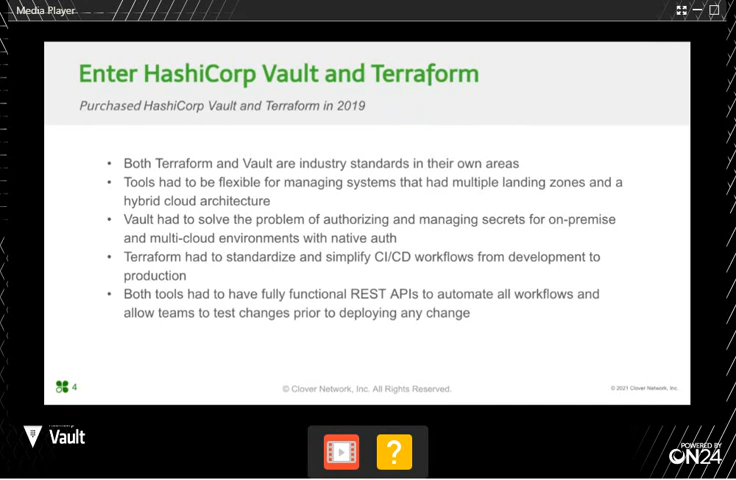 Media Player
Enter HashiCorp Vault and Terraform
Purchased HashiCorp Vault and Terraform in 2019
• Both Terraform and Vault are industry standards in their own areas
• Tools had to be flexible for managing systems that had multiple landing zones and a
hybrid cloud architecture
• Vault had to solve the problem of authorizing and managing secrets for on-premise
and multi-cloud environments with native auth
• Terraform had to standardize and simplify CI/CD workflows from development to
production
• Both tools had to have fully functional REST APIs to automate all workflows and
allow teams to test changes prior to deploying any change
4
© Clover Network, Inc. All Rights Reserved.
© 2021 Clover Network, Inc.
HashiCorp
Vault
?
POWERED BY
ON24